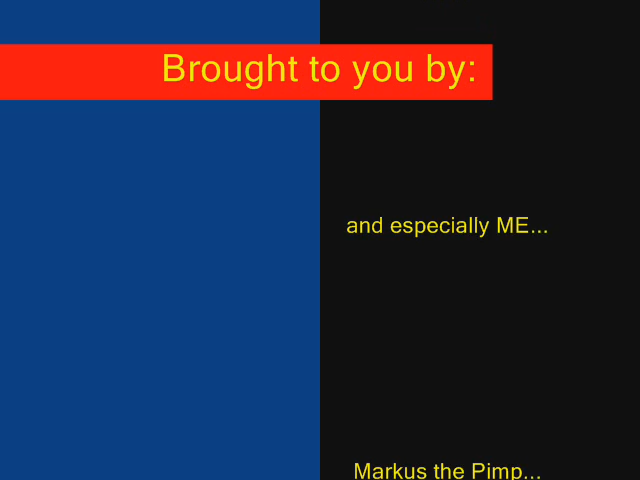 Brought to you by:
and especially ME...
Markus the Pimp...